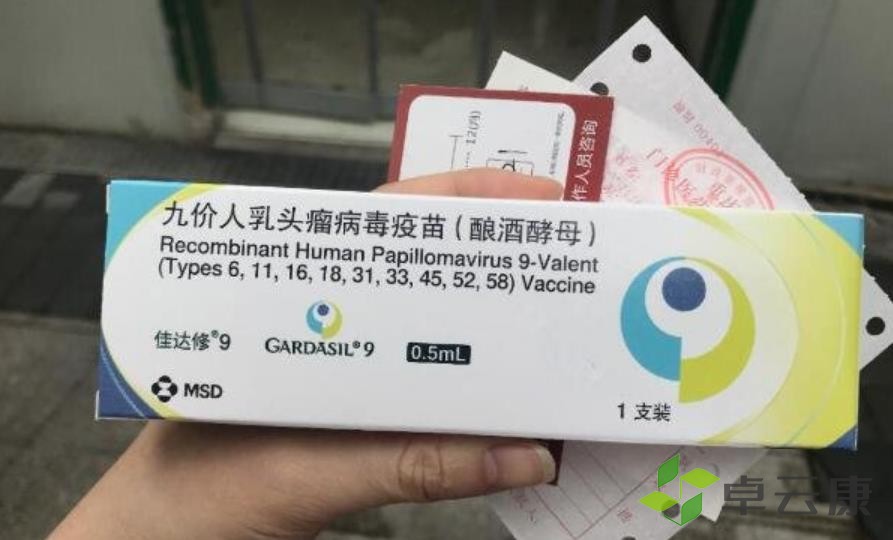 12(月)
作人员咨询
九价人乳头瘤病毒疫苗(酿酒酵母)
Recombinant Human Papillomavirus 9-Valent
(Types 6, 11, 16, 18, 31, 33, 45, 52, 58) Vaccine
佳达修®9
GARDASIL®9
0.5mL
MSD
1 支装
卓云康